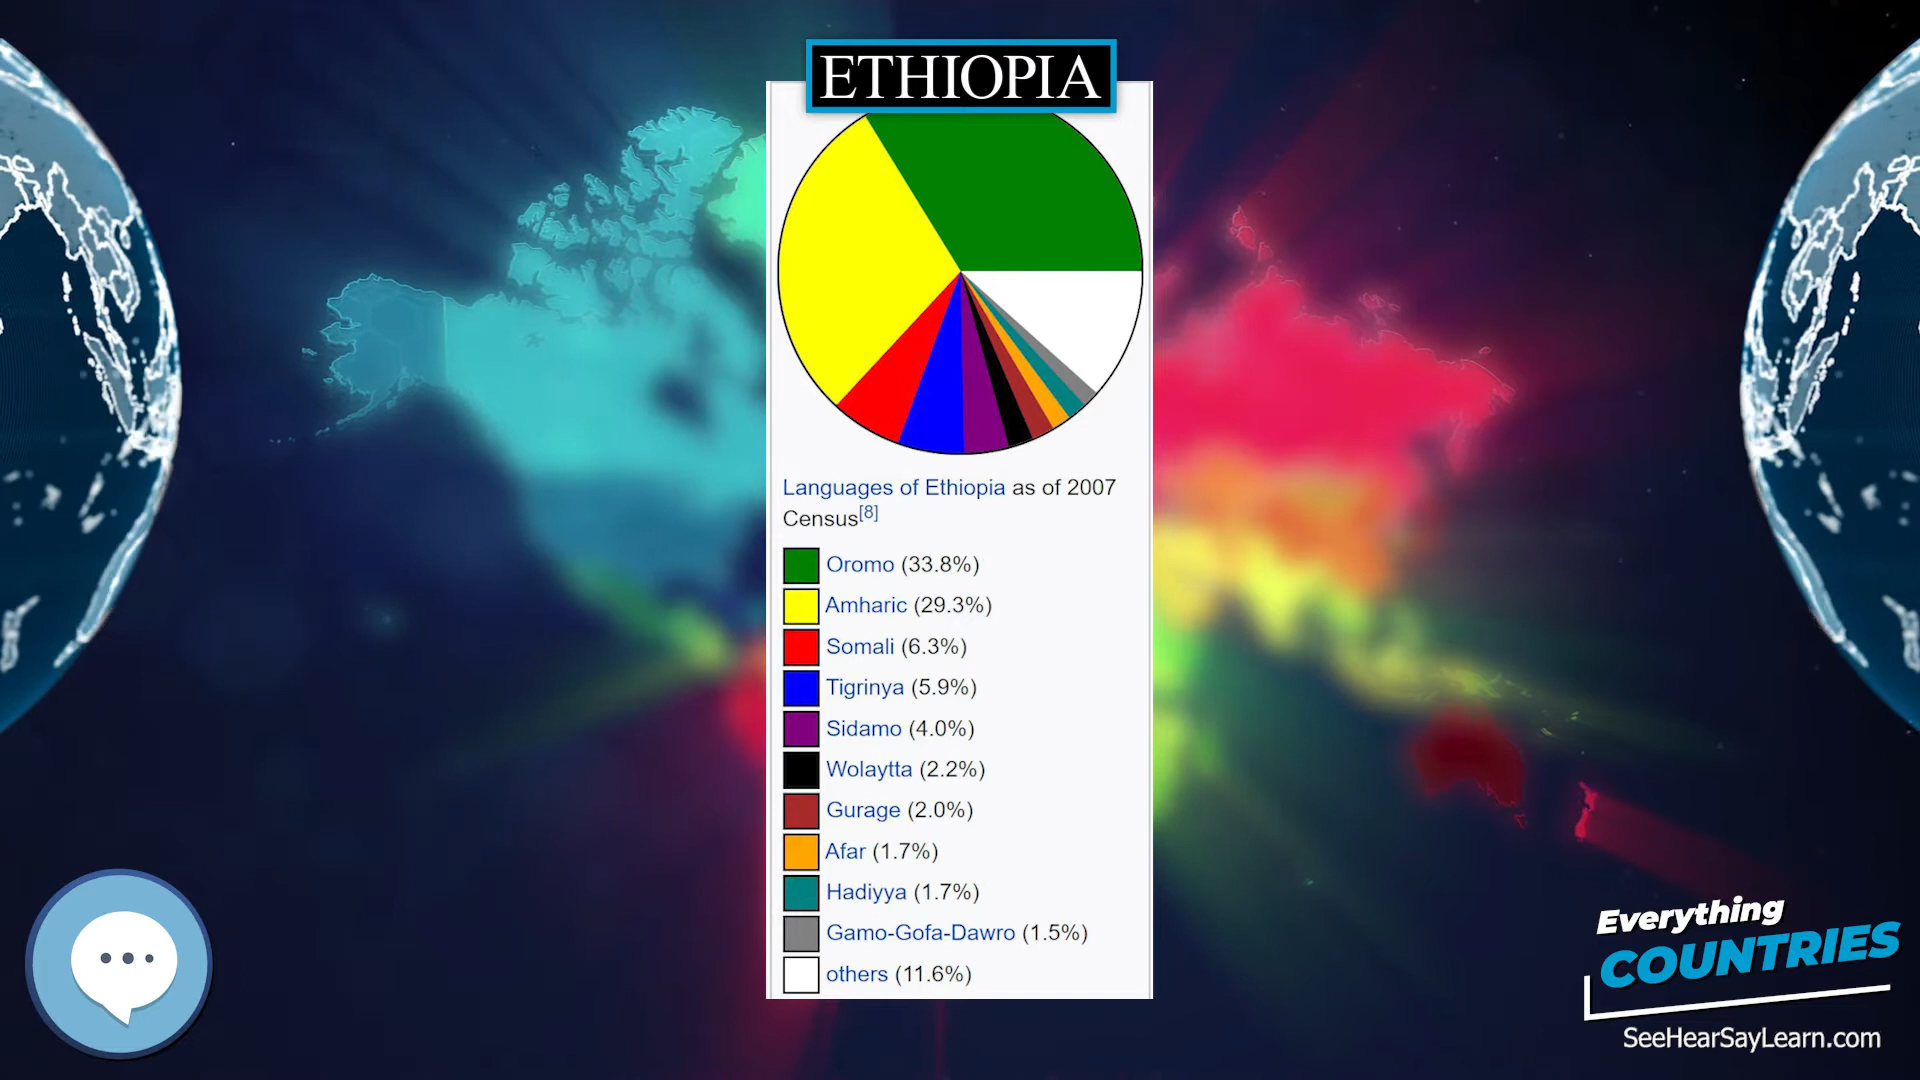 ETHIOPIA
Languages of Ethiopia as of 2007
Census[8]
Oromo (33.8%)
Amharic (29.3%)
Somali (6.3%)
Tigrinya (5.9%)
Sidamo (4.0%)
Wolaytta (2.2%)
Gurage (2.0%)
Afar (1.7%)
Hadiyya (1.7%)
Gamo-Gofa-Dawro (1.5%)
others (11.6%)
Everything
COUNTRIES
SeeHearSayLearn.com